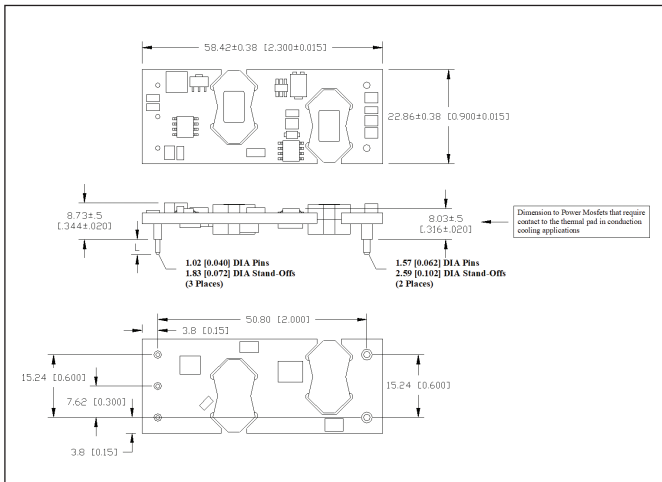 58.42±0.38 [2.300±0.015]
22.86±0.38 [0.900±0.015]
8.73±.5
[.344±.020]
L
8.03±.5
[.316±.020]
Dimension to Power Mosfets that require
contact to the thermal pad in conduction
cooling applications
1.02 [0.040] DIA Pins
1.83 [0.072] DIA Stand-Offs
(3 Places)
1.57 [0.062] DIA Pins
2.59 [0.102] DIA Stand-Offs
(2 Places)
50.80 [2.000]
3.8 [0.15]
15.24 [0.600]
7.62 [0.300]
15.24 [0.600]
3.8 [0.15]